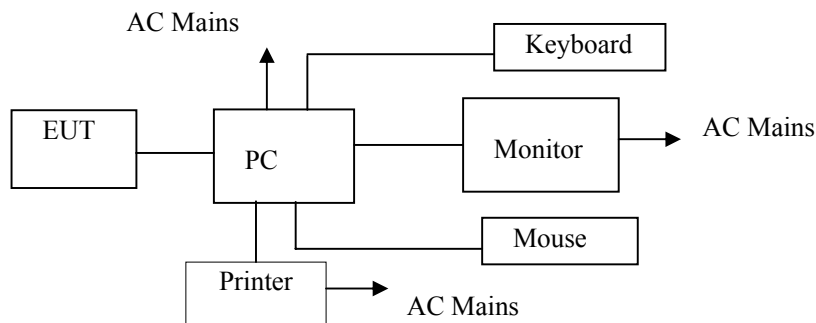 AC Mains
Keyboard
EUT
PC
Monitor
AC Mains
Mouse
Printer
AC Mains